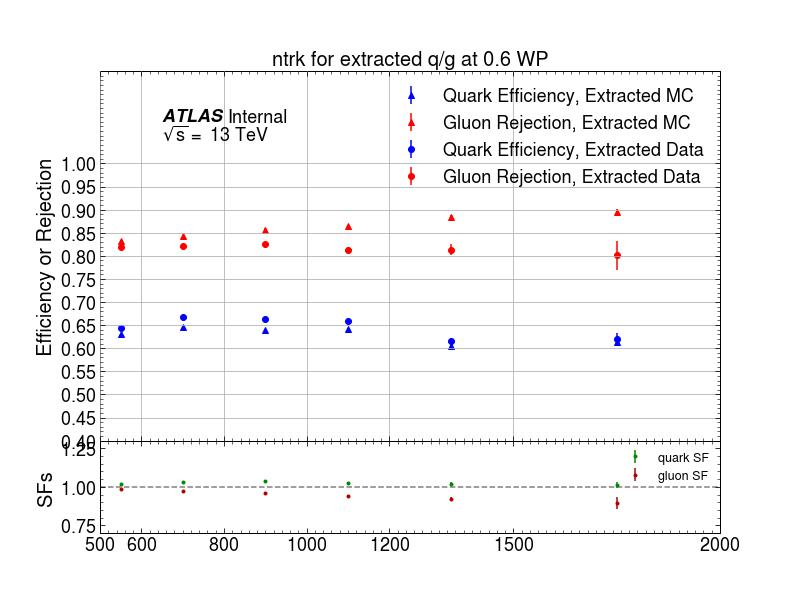 ntrk for extracted q/g at 0.6 WP
ATLAS Internal
√s = 13 TeV
Quark Efficiency, Extracted MC
Gluon Rejection, Extracted MC
Quark Efficiency, Extracted Data
Gluon Rejection, Extracted Data
Efficiency or Rejection
1.00
0.95
0.90
0.85
0.80
0.75
0.70
0.65
0.60
0.55
0.50
0.45
0.40
SFs
1.25
1.00
0.75
quark SF
gluon SF
500 600 800 1000 1200 1500 2000